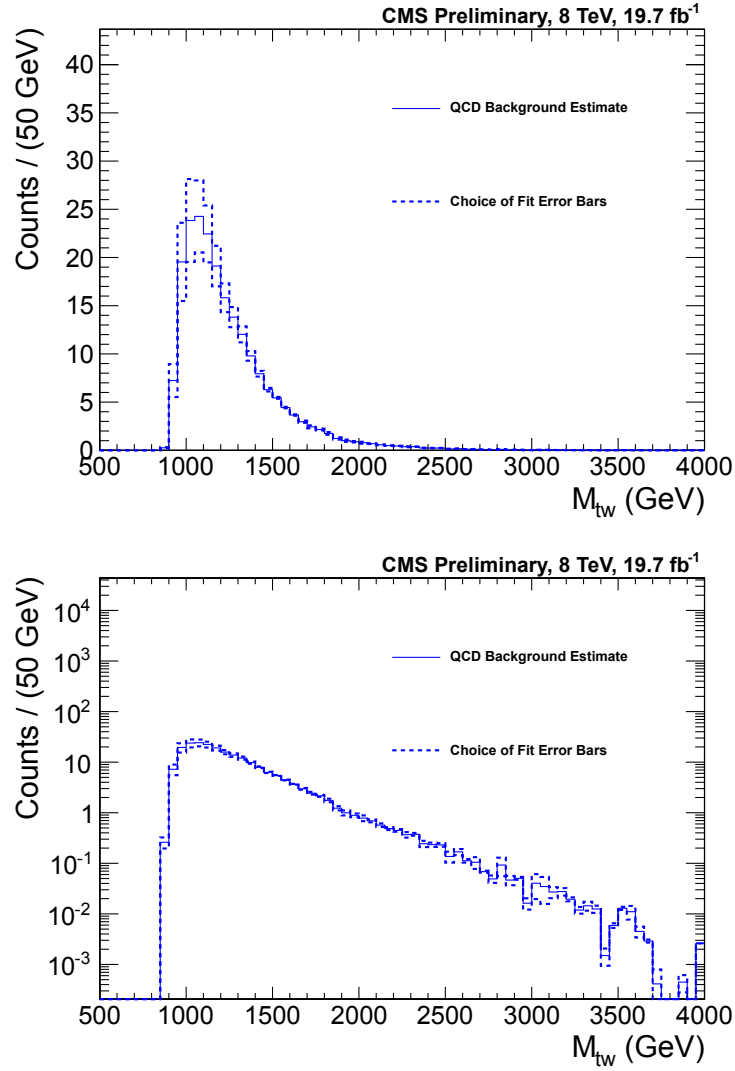 CMS Preliminary, 8 TeV, 19.7 fb⁻¹
Counts / (50 GeV)
40
35
30
25
20
15
10
5
0
QCD Background Estimate
Choice of Fit Error Bars
500 1000 1500 2000 2500 3000 3500 4000
M_tw (GeV)
CMS Preliminary, 8 TeV, 19.7 fb⁻¹
Counts / (50 GeV)
10⁴
10³
10²
10
1
10⁻¹
10⁻²
10⁻³
QCD Background Estimate
Choice of Fit Error Bars
500 1000 1500 2000 2500 3000 3500 4000
M_tw (GeV)